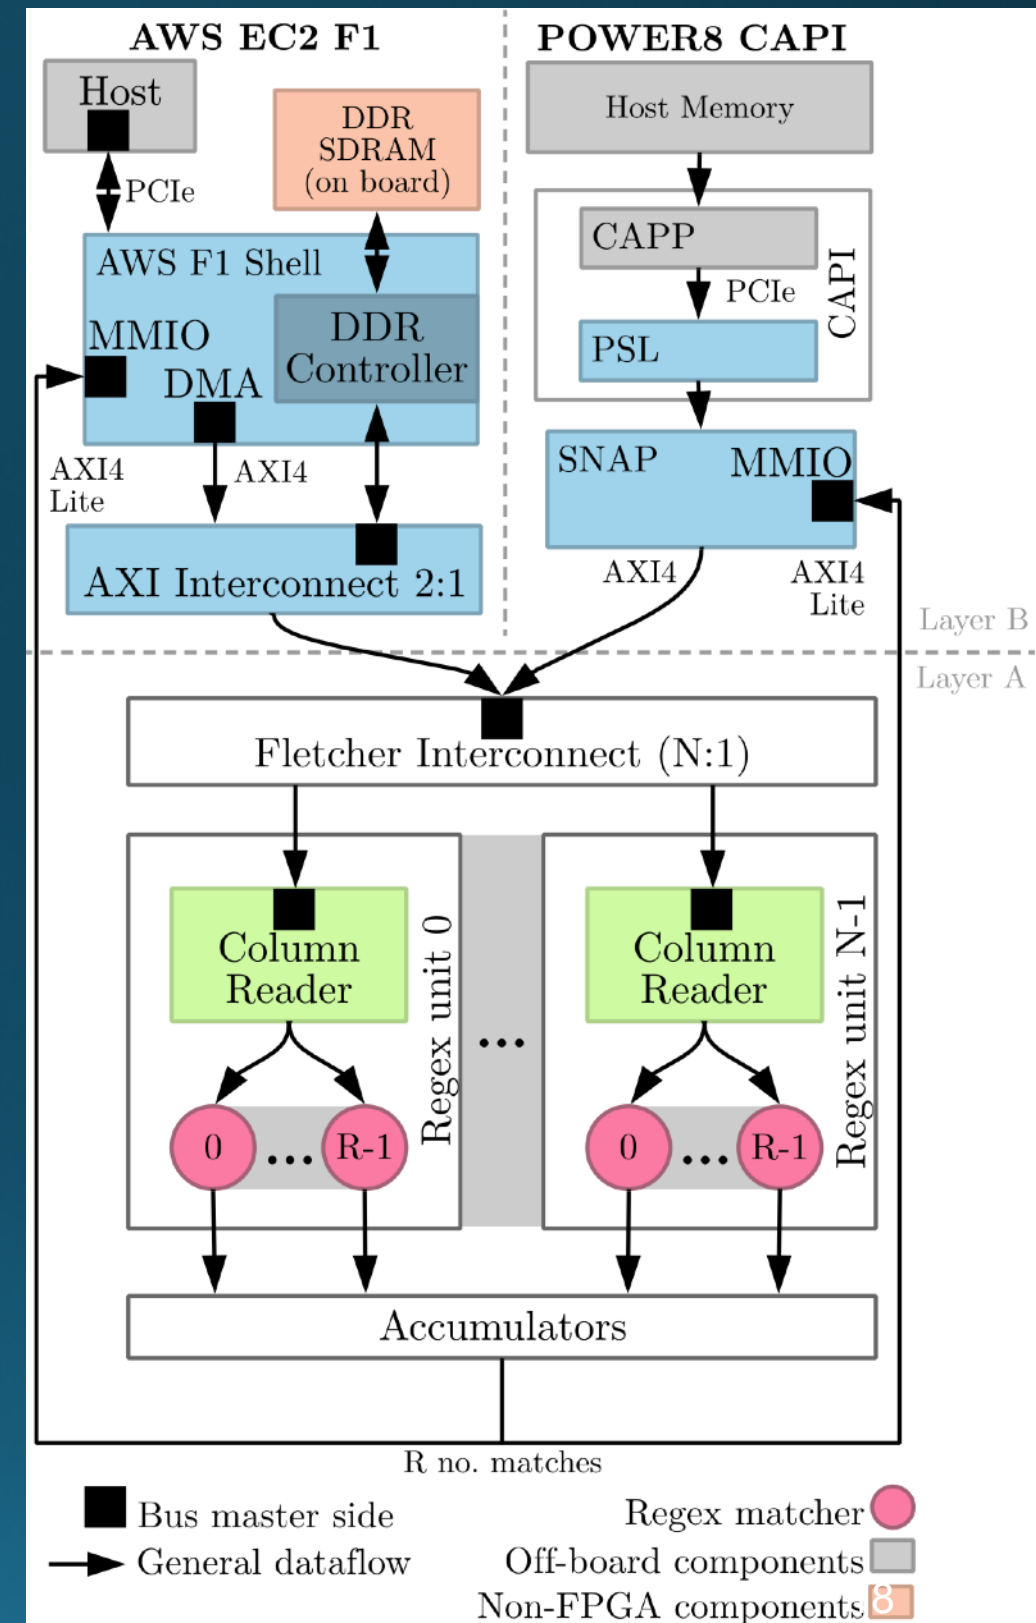 AWS EC2 F1
POWER8 CAPI
Host
PCIe
DDR
SDRAM
(on board)
AWS F1 Shell
MMIO
DMA
DDR
Controller
AXI4
Lite
AXI4
AXI Interconnect 2:1
Host Memory
CAPP
PCIe
PSL
CAPI
SNAP
MMIO
AXI4
AXI4
Lite
Layer B
Layer A
Fletcher Interconnect (N:1)
Column
Reader
0
...
R-1
Regex unit 0
...
Column
Reader
0
...
R-1
Regex unit N-1
Accumulators
R no. matches
Bus master side
General dataflow
Regex matcher
Off-board components
Non-FPGA components
8